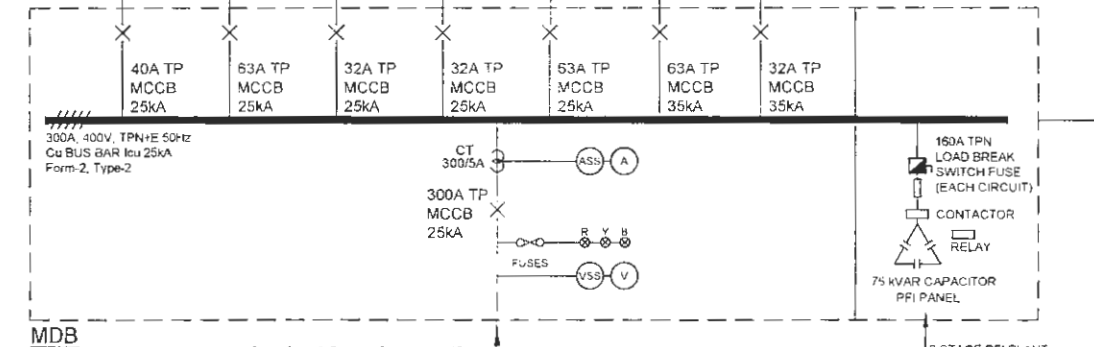 40A TP
MCCB
25kA
63A TP
MCCB
25kA
32A TP
MCCB
25kA
32A TP
MCCB
25kA
63A TP
MCCB
25kA
63A TP
MCCB
35kA
32A TP
MCCB
35kA
300A, 400V, TPN+E 50Hz
Cu BUS BAR Icu 25kA
Form-2, Type-2
CT
300/5A
ASS
A
300A TP
MCCB
25kA
R Y B
FUSES
VSS
V
160A TPN
LOAD BREAK
SWITCH FUSE
(EACH CIRCUIT)
CONTACTOR
RELAY
75 kVAR CAPACITOR
PFI PANEL
MDB